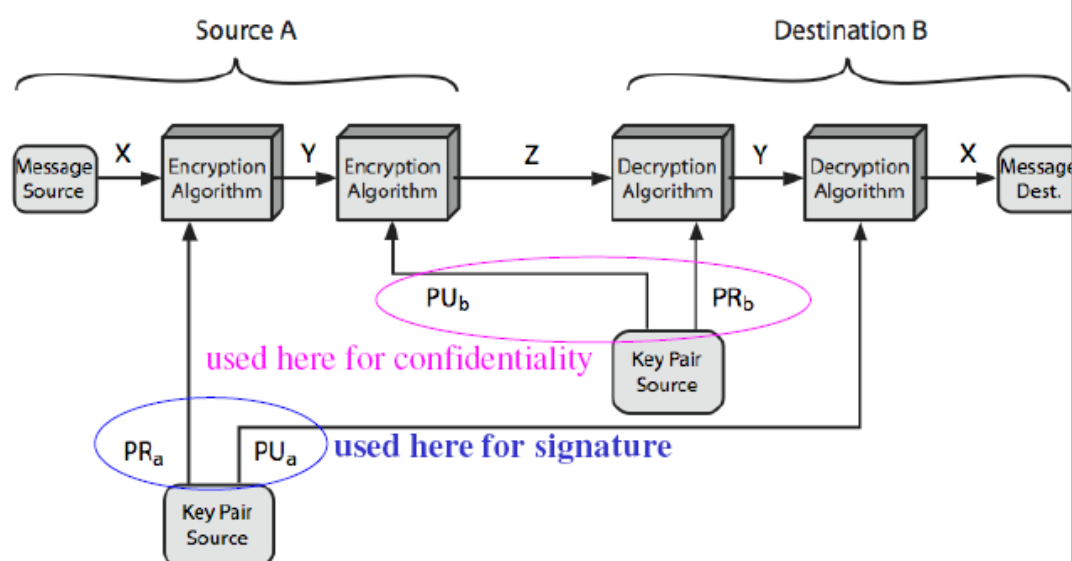 Source A
Destination B
Message
Source
X
Encryption
Algorithm
Y
Encryption
Algorithm
Z
Decryption
Algorithm
Y
Decryption
Algorithm
X
Message
Dest.
PUb
PRb
used here for confidentiality
Key Pair
Source
PRa
PUa
used here for signature
Key Pair
Source